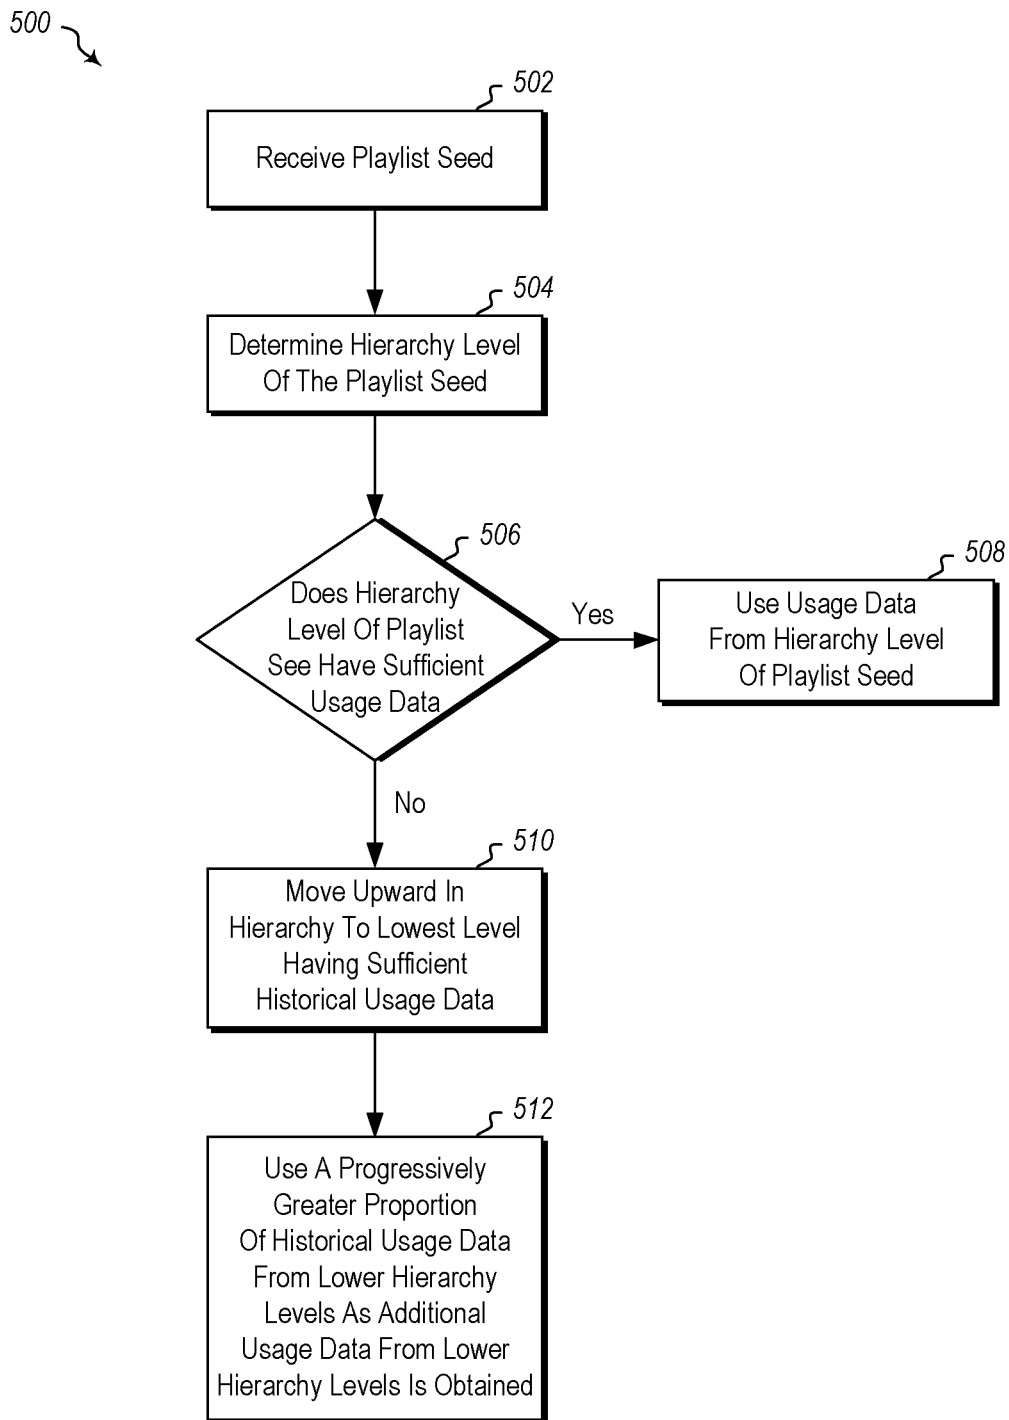 500
502
Receive Playlist Seed
504
Determine Hierarchy Level
Of The Playlist Seed
506
Does Hierarchy
Level Of Playlist
See Have Sufficient
Usage Data
Yes
508
Use Usage Data
From Hierarchy Level
Of Playlist Seed
No
510
Move Upward In
Hierarchy To Lowest Level
Having Sufficient
Historical Usage Data
512
Use A Progressively
Greater Proportion
Of Historical Usage Data
From Lower Hierarchy
Levels As Additional
Usage Data From Lower
Hierarchy Levels Is Obtained